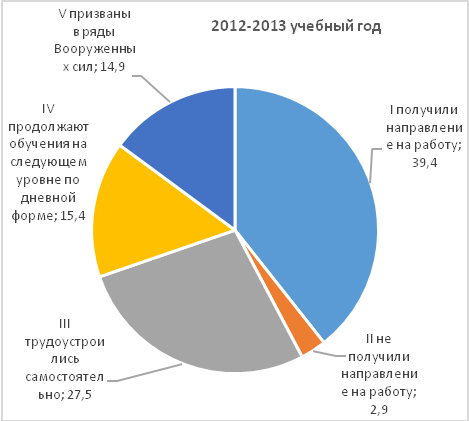 2012-2013 учебный год
V призваны
в ряды
Вооруженны
х сил; 14,9
I получили
направлени
е на работу;
39,4
IV
продолжают
обучения на
следующем
уровне по
дневной
форме; 15,4
III
трудоустрои
лись
самостоятел
ьно; 27,5
II не
получили
направлени
е на работу;
2,9